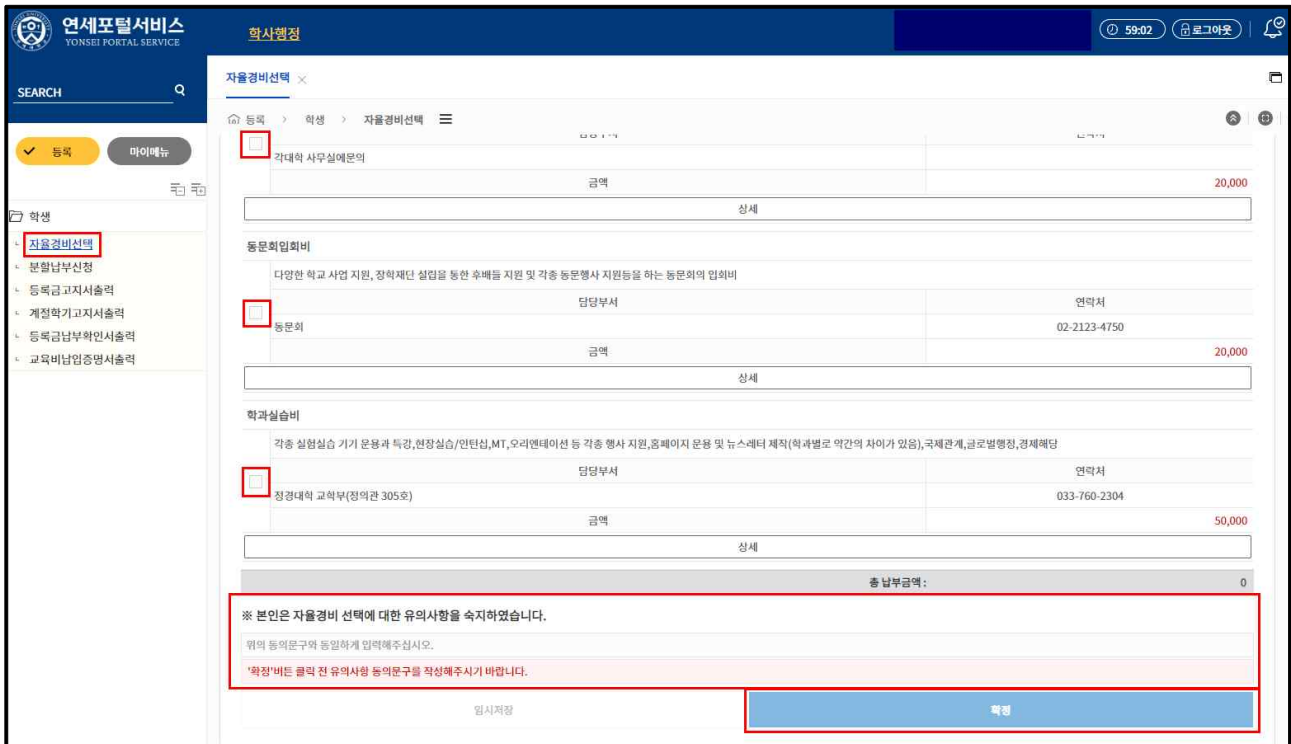 연세포털서비스
YONSEI PORTAL SERVICE
학사행정
59:02
로그아웃
SEARCH
자율경비선택
등록 > 학생 > 자율경비선택
등록
마이메뉴
학생
자율경비선택
분할납부신청
등록금고지서출력
계절학기고지서출력
등록금납부확인서출력
교육비납입증명서출력
각대학 사무실에문의
금액 20,000
상세
동문회입회비
다양한 학교 사업 지원, 장학재단 설립을 통한 후배들 지원 및 각종 동문행사 지원등을 하는 동문회의 입회비
담당부서 연락처
동문회 02-2123-4750
금액 20,000
상세
학과실습비
각종 실험실습 기기 운용과 특강,현장실습/인턴십,MT,오리엔테이션 등 각종 행사 지원,홈페이지 운용 및 뉴스레터 제작(학과별로 약간의 차이가 있음),국제관계,글로벌행정,경제해당
담당부서 연락처
정경대학 교학부(정의관 305호) 033-760-2304
금액 50,000
상세
총 납부금액 : 0
※ 본인은 자율경비 선택에 대한 유의사항을 숙지하였습니다.
위의 동의문구와 동일하게 입력해주십시오.
'확정'버튼 클릭 전 유의사항 동의문구를 작성해주시기 바랍니다.
임시저장
확정